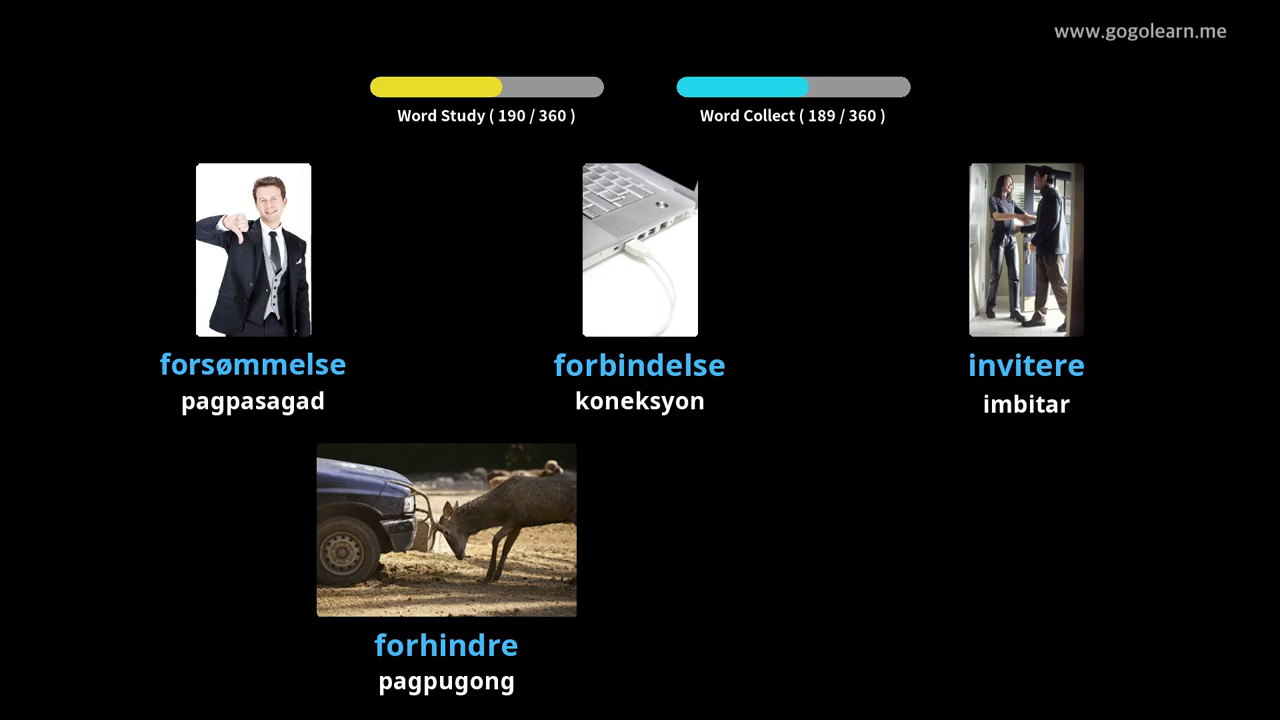 www.gogolearn.me
Word Study ( 190 / 360 )
Word Collect ( 189 / 360 )
forsømmelse
pagpasagad
forbindelse
koneksyon
invitere
imbitar
forhindre
pagpugong